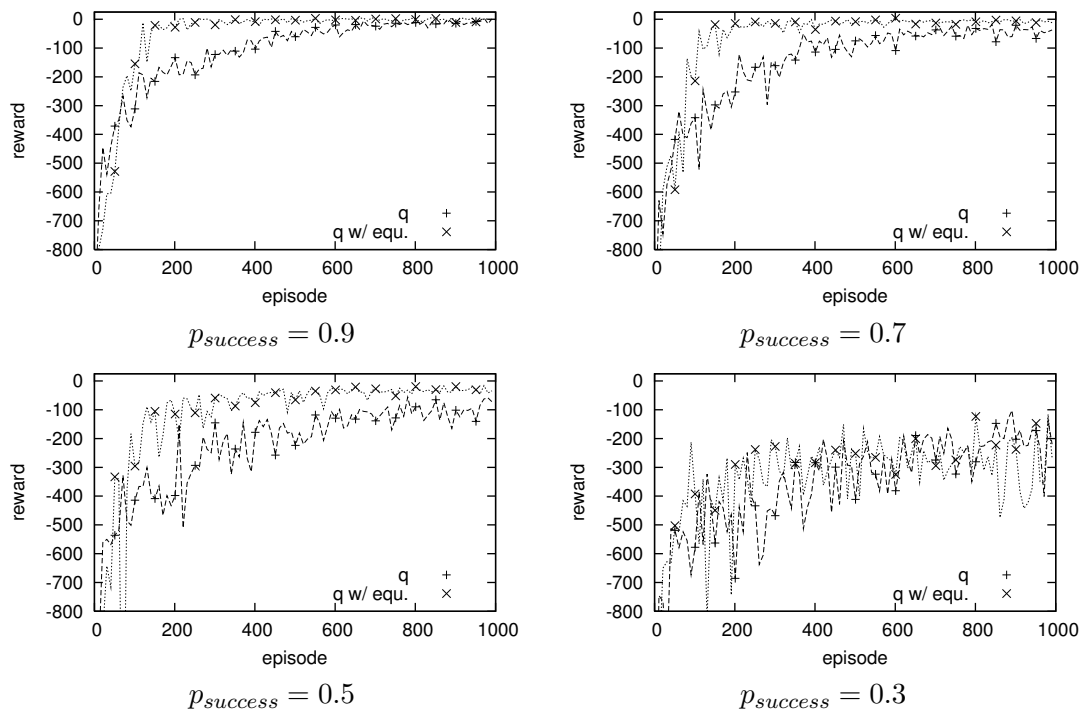 0
-100
-200
-300
-400
-500
-600
-700
-800
reward
q +
q w/ equ. ×
0 200 400 600 800 1000
episode
p_success = 0.9
0
-100
-200
-300
-400
-500
-600
-700
-800
reward
q +
q w/ equ. ×
0 200 400 600 800 1000
episode
p_success = 0.7
0
-100
-200
-300
-400
-500
-600
-700
-800
reward
q +
q w/ equ. ×
0 200 400 600 800 1000
episode
p_success = 0.5
0
-100
-200
-300
-400
-500
-600
-700
-800
reward
q +
q w/ equ. ×
0 200 400 600 800 1000
episode
p_success = 0.3